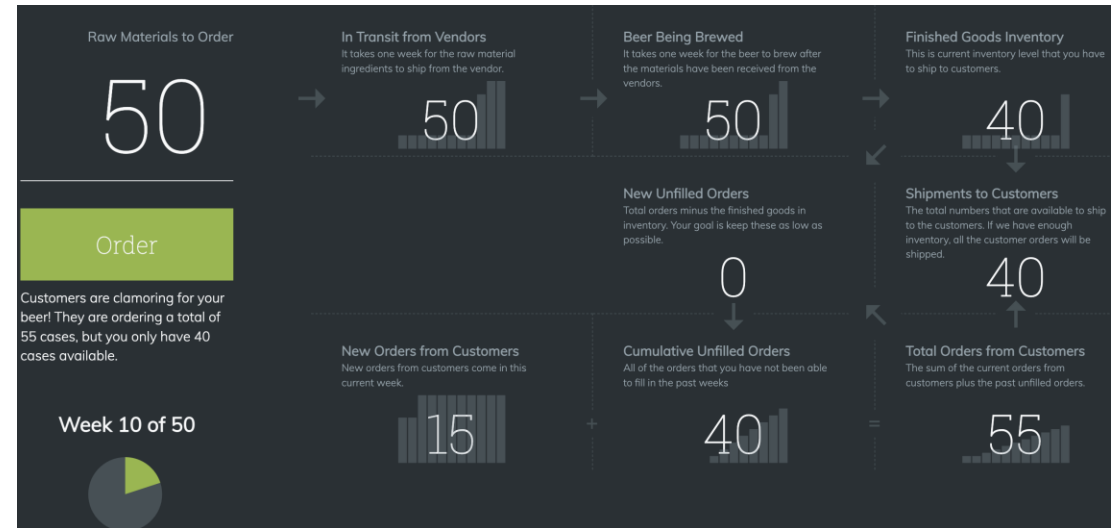 Raw Materials to Order
50
Order
Customers are clamoring for your
beer! They are ordering a total of
55 cases, but you only have 40
cases available.
Week 10 of 50
In Transit from Vendors
It takes one week for the raw material
ingredients to ship from the vendor.
50
Beer Being Brewed
It takes one week for the beer to brew after
the materials have been received from the
vendors.
50
Finished Goods Inventory
This is current inventory level that you have
to ship to customers.
40
New Unfilled Orders
Total orders minus the finished goods in
inventory. Your goal is keep these as low as
possible.
0
Shipments to Customers
The total numbers that are available to ship
to the customers. If we have enough
inventory, all the customer orders will be
shipped.
40
New Orders from Customers
New orders from customers come in this
current week.
15
+
Cumulative Unfilled Orders
All of the orders that you have not been able
to fill in the past weeks
40
=
Total Orders from Customers
The sum of the current orders from
customers plus the past unfilled orders.
55